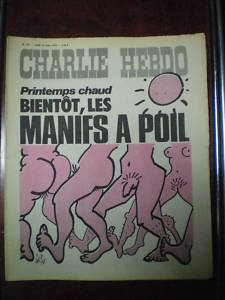 CHARLIE HEBDO
Printemps chaud
BIENTÔT, LES
MANIFS A POIL